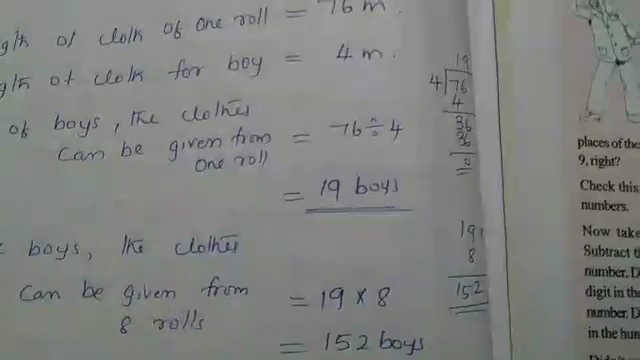 gth of cloth of one roll = 76 m.
gth of cloth for boy = 4 m.
of boys, the clothes
can be given from = 76 ÷ 4
one roll
= 19 boys
boys, the clothes
can be given from = 19 × 8
8 rolls
= 152 boys
19
4 76
4
36
36
0
19
8
152
places of the
9, right?
Check this
numbers.
Now take
Subtract th
number. D
digit in the
number. D
in the hun